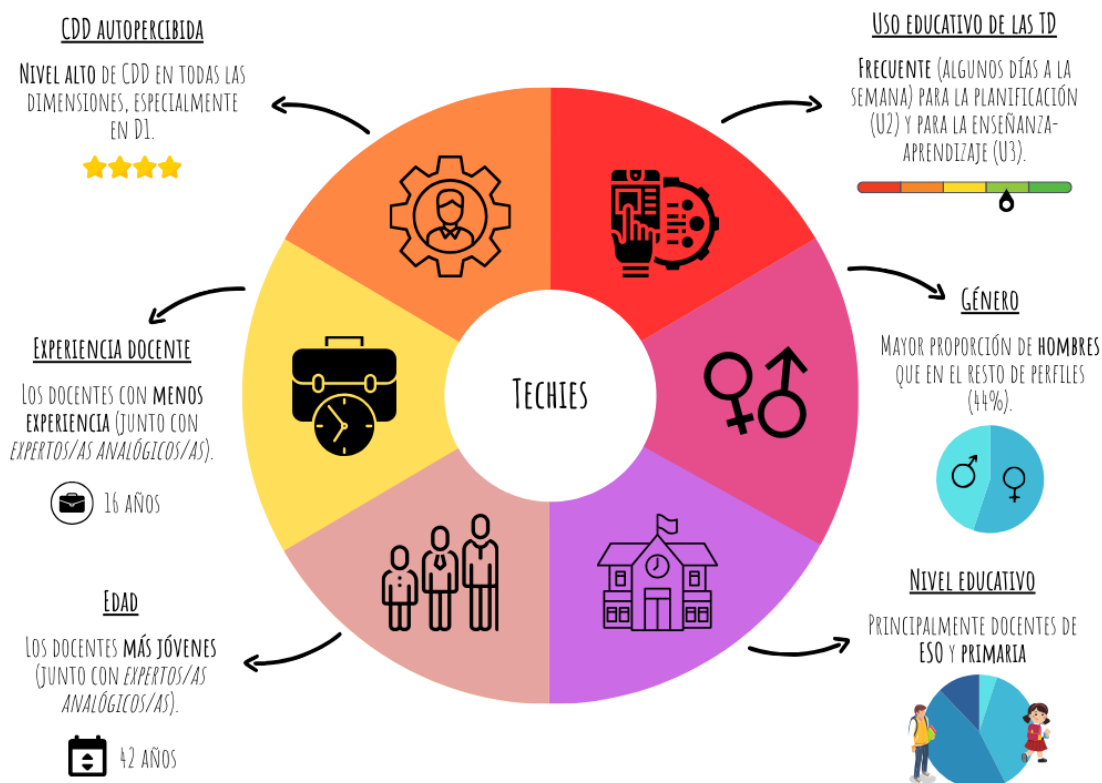 CDD AUTOPERCIBIDA
NIVEL ALTO DE CDD EN TODAS LAS
DIMENSIONES, ESPECIALMENTE
EN D1.
EXPERIENCIA DOCENTE
LOS DOCENTES CON MENOS
EXPERIENCIA (JUNTO CON
EXPERTOS/AS ANALÓGICOS/AS).
16 AÑOS
EDAD
LOS DOCENTES MÁS JÓVENES
(JUNTO CON EXPERTOS/AS
ANALÓGICOS/AS).
42 AÑOS
TECHIES
USO EDUCATIVO DE LAS TD
FRECUENTE (ALGUNOS DÍAS A LA
SEMANA) PARA LA PLANIFICACIÓN
(U2) Y PARA LA ENSEÑANZA-
APRENDIZAJE (U3).
GÉNERO
MAYOR PROPORCIÓN DE HOMBRES
QUE EN EL RESTO DE PERFILES
(44%).
NIVEL EDUCATIVO
PRINCIPALMENTE DOCENTES DE
ESO Y PRIMARIA